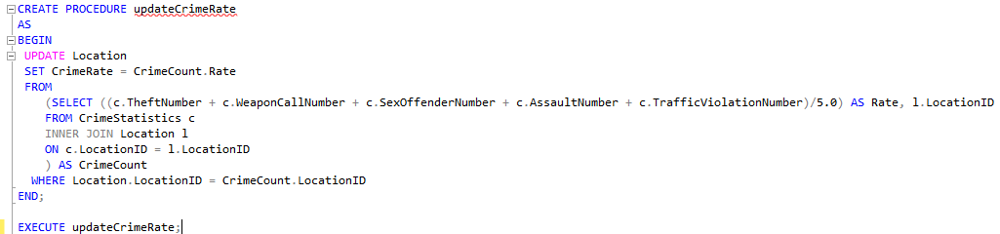 CREATE PROCEDURE updateCrimeRate
AS
BEGIN
UPDATE Location
SET CrimeRate = CrimeCount.Rate
FROM
(SELECT ((c.TheftNumber + c.WeaponCallNumber + c.SexOffenderNumber + c.AssaultNumber + c.TrafficViolationNumber)/5.0) AS Rate, l.LocationID
FROM CrimeStatistics c
INNER JOIN Location l
ON c.LocationID = l.LocationID
) AS CrimeCount
WHERE Location.LocationID = CrimeCount.LocationID
END;
EXECUTE updateCrimeRate;